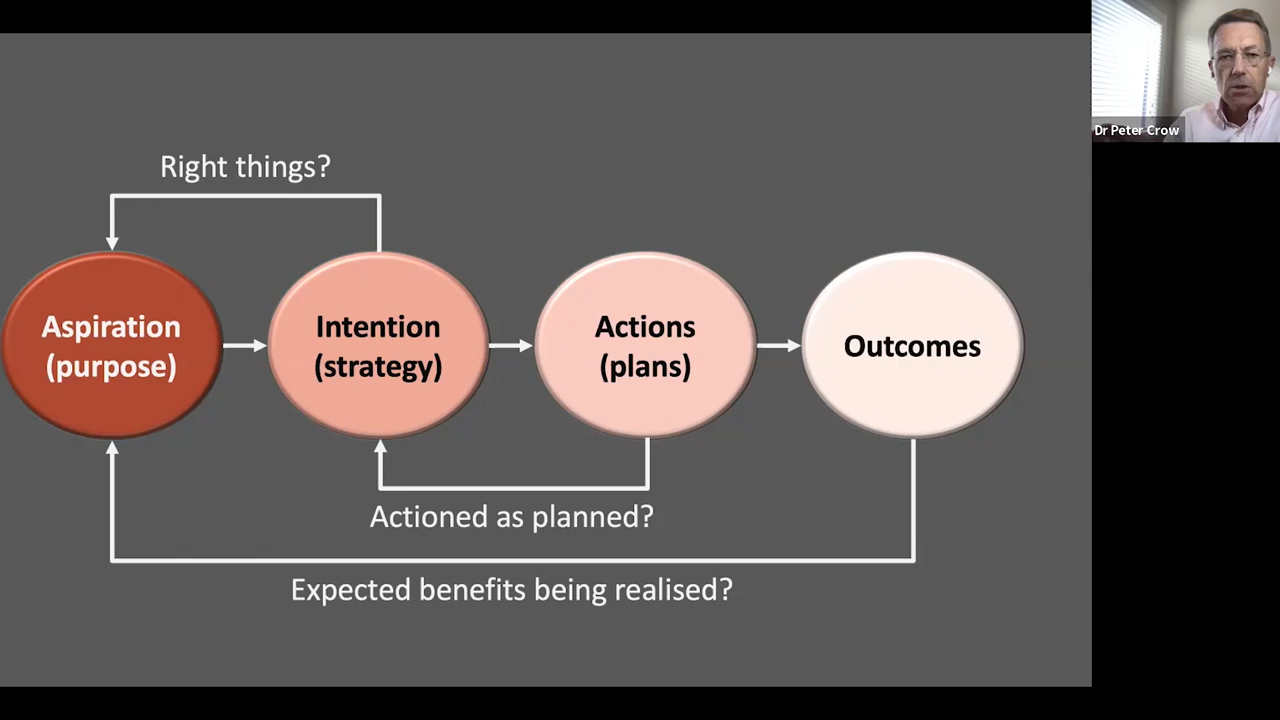 Dr Peter Crow
Right things?
Aspiration
(purpose)
Intention
(strategy)
Actions
(plans)
Outcomes
Actioned as planned?
Expected benefits being realised?